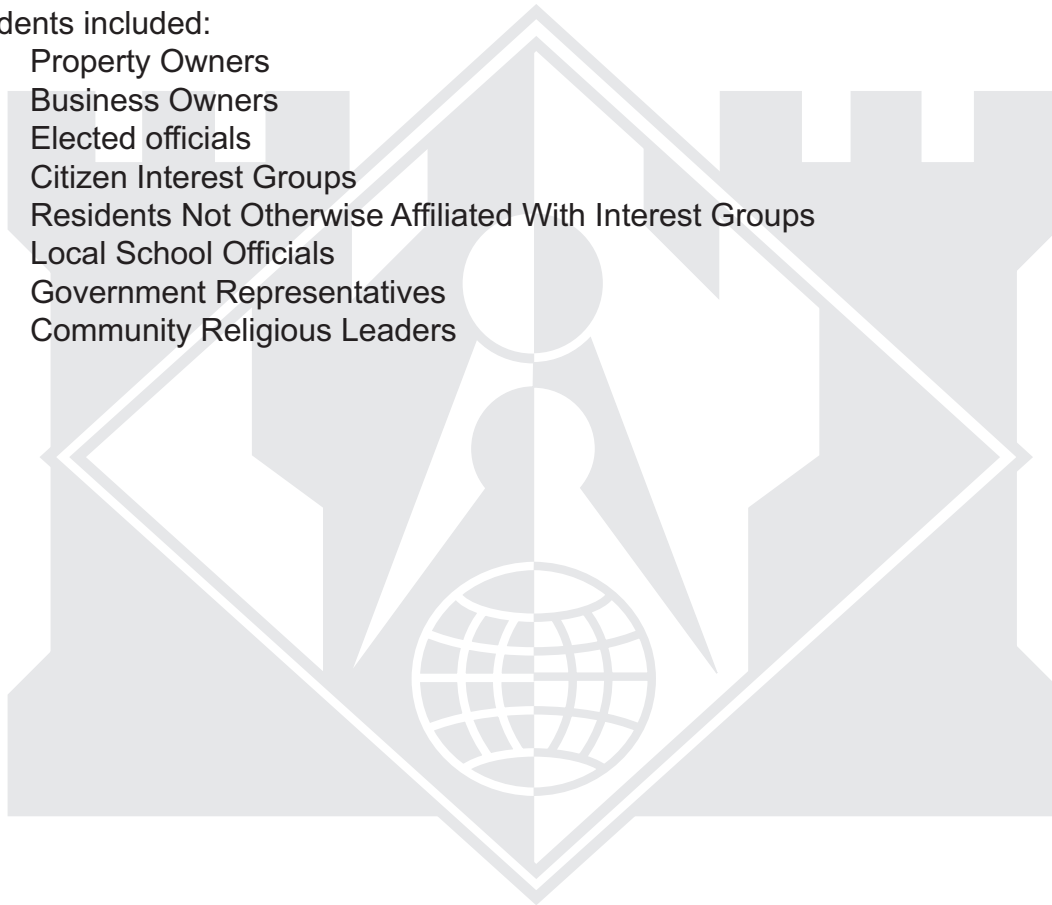 dents included:
Property Owners
Business Owners
Elected officials
Citizen Interest Groups
Residents Not Otherwise Affiliated With Interest Groups
Local School Officials
Government Representatives
Community Religious Leaders